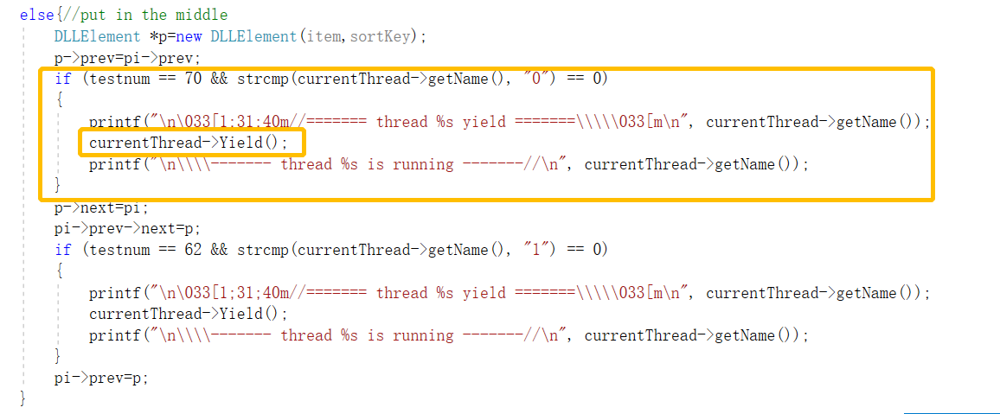 else{//put in the middle
DLLElement *p=new DLLElement(item,sortKey);
p->prev=pi->prev;
if (testnum == 70 && strcmp(currentThread->getName(), "0") == 0)
{
printf("\n\033[1;31;40m//======= thread %s yield =======\\\\\033[m\n", currentThread->getName());
currentThread->Yield();
printf("\n\\\\------- thread %s is running -------//\n", currentThread->getName());
}
p->next=pi;
pi->prev->next=p;
if (testnum == 62 && strcmp(currentThread->getName(), "1") == 0)
{
printf("\n\033[1;31;40m//======= thread %s yield =======\\\\\033[m\n", currentThread->getName());
currentThread->Yield();
printf("\n\\\\------- thread %s is running -------//\n", currentThread->getName());
}
pi->prev=p;
}